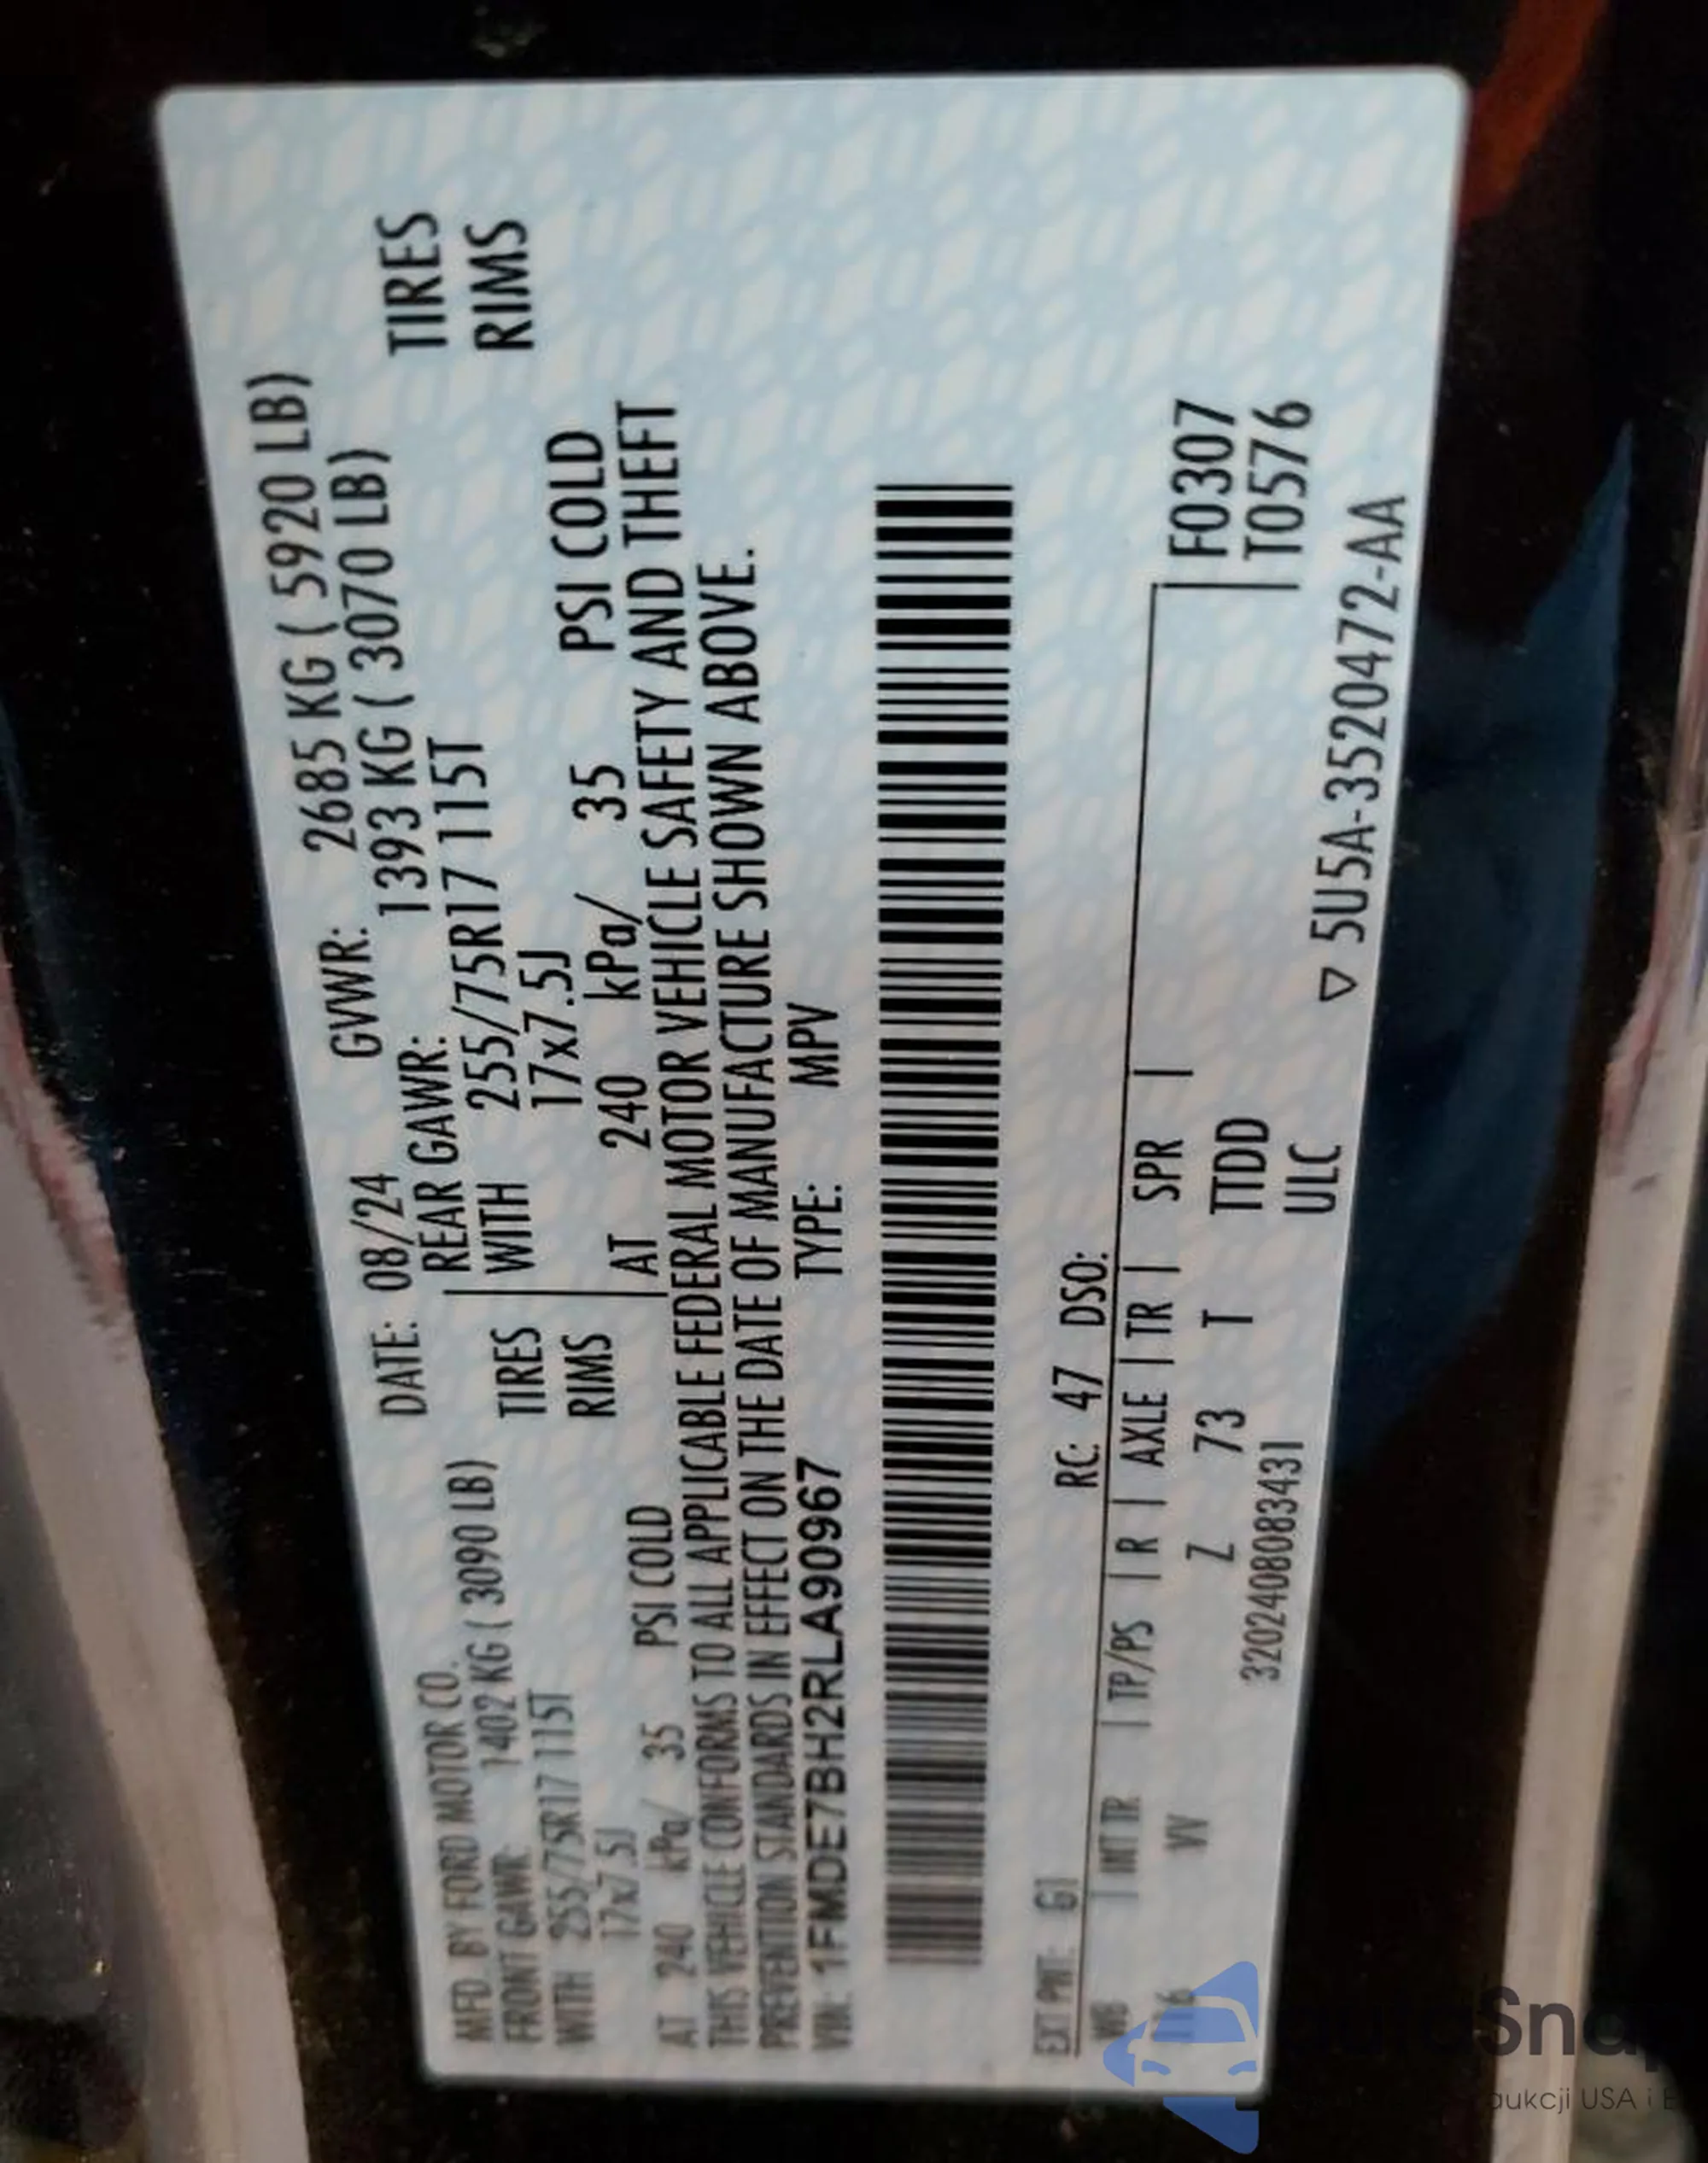 MFD. BY FORD MOTOR CO.
DATE: 08/24 GVWR: 2685 KG ( 5920 LB)
FRONT GAWR: 1402 KG ( 3090 LB) REAR GAWR: 1393 KG ( 3070 LB)
WITH 255/75R17 115T TIRES WITH 255/75R17 115T TIRES
17x7.5J RIMS 17x7.5J RIMS
AT 240 kPa/ 35 PSI COLD AT 240 kPa/ 35 PSI COLD
THIS VEHICLE CONFORMS TO ALL APPLICABLE FEDERAL MOTOR VEHICLE SAFETY AND THEFT
PREVENTION STANDARDS IN EFFECT ON THE DATE OF MANUFACTURE SHOWN ABOVE.
VIN: 1FMDE7BH2RLA90967 TYPE: MPV
EXT PNT: G1 RC: 47 DSO:
WB | INT TR | TP/PS | R | AXLE | TR | SPR | | F0307
116 VV Z 73 T TTDD | T0576
320240808343I ULC ▽ 5U5A-3520472-AA
Snap
aukcji USA i E